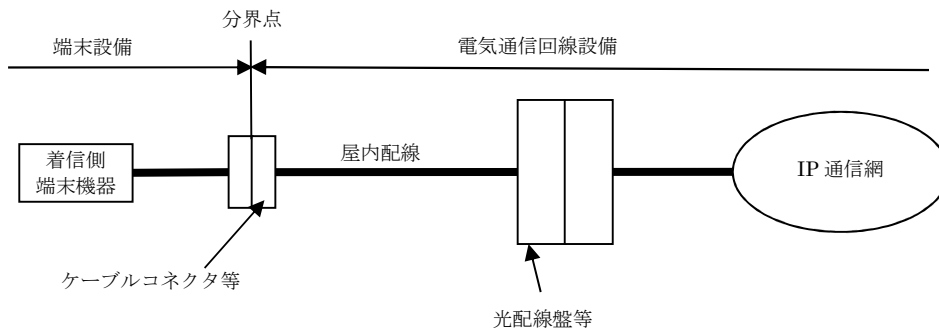 分界点
端末設備
電気通信回線設備
着信側
端末機器
屋内配線
IP 通信網
ケーブルコネクタ等
光配線盤等